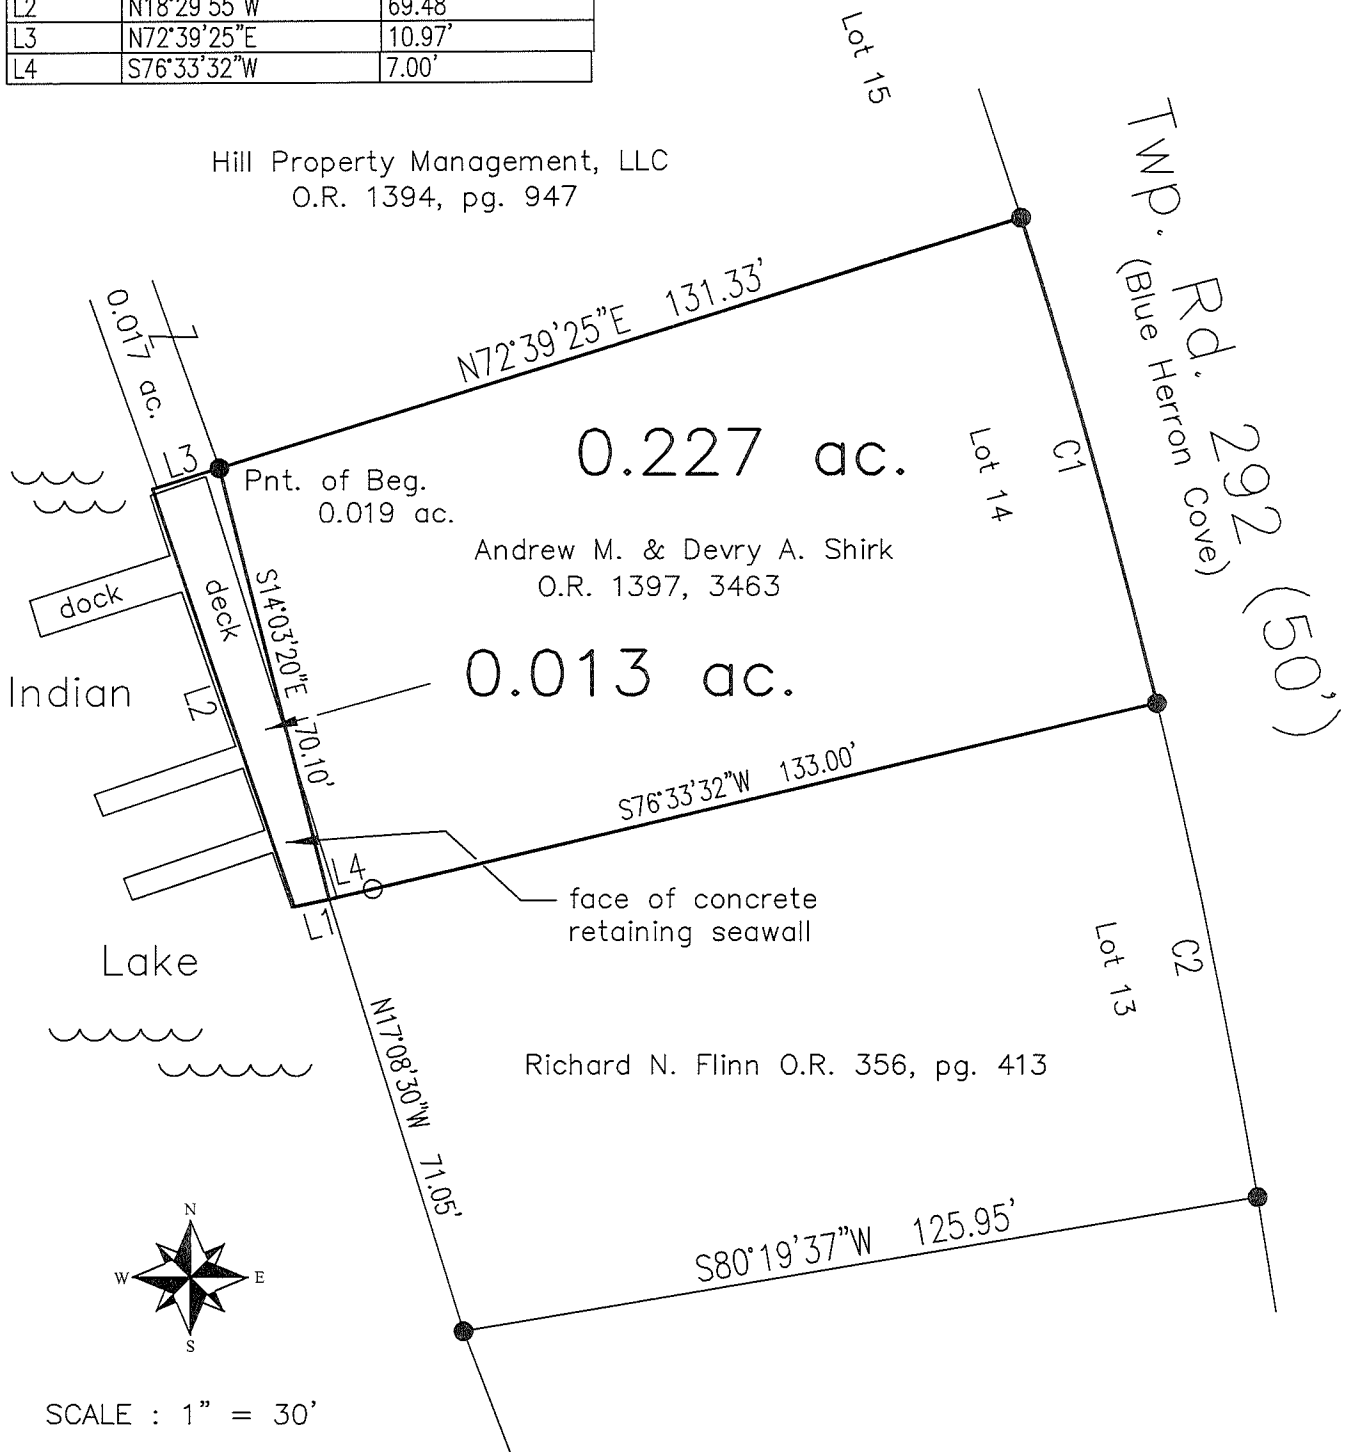 L2 N18°29'55"W 69.48'
L3 N72°39'25"E 10.97'
L4 S76°33'32"W 7.00'
Lot 15
Hill Property Management, LLC
O.R. 1394, pg. 947
Twp. Rd. 292 (50')
(Blue Herron Cove)
0.017 ac.
N72°39'25"E 131.33'
L3
Pnt. of Beg.
0.019 ac.
0.227 ac.
Lot 14
C1
Andrew M. & Devry A. Shirk
O.R. 1397, 3463
dock
deck
S14°03'20"E 70.10'
0.013 ac.
Indian
L2
S76°33'32"W 133.00'
L4
L1
face of concrete
retaining seawall
Lake
Lot 13
C2
N17°08'30"W 71.05'
Richard N. Flinn O.R. 356, pg. 413
S80°19'37"W 125.95'
N
W E
S
SCALE : 1" = 30'